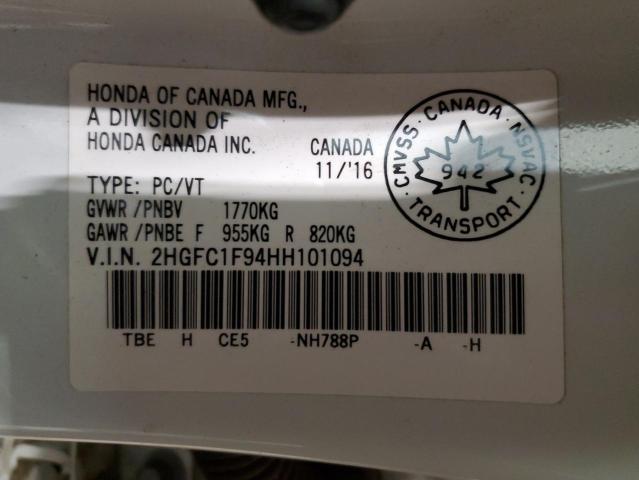 HONDA OF CANADA MFG.,
A DIVISION OF
HONDA CANADA INC.
CANADA
11/'16
TYPE: PC/VT
GVWR /PNBV 1770KG
GAWR /PNBE F 955KG R 820KG
V.I.N. 2HGFC1F94HH101094
TBE H CE5 -NH788P -A -H
CMVSS · CANADA · NSVAC
942
· TRANSPORT ·